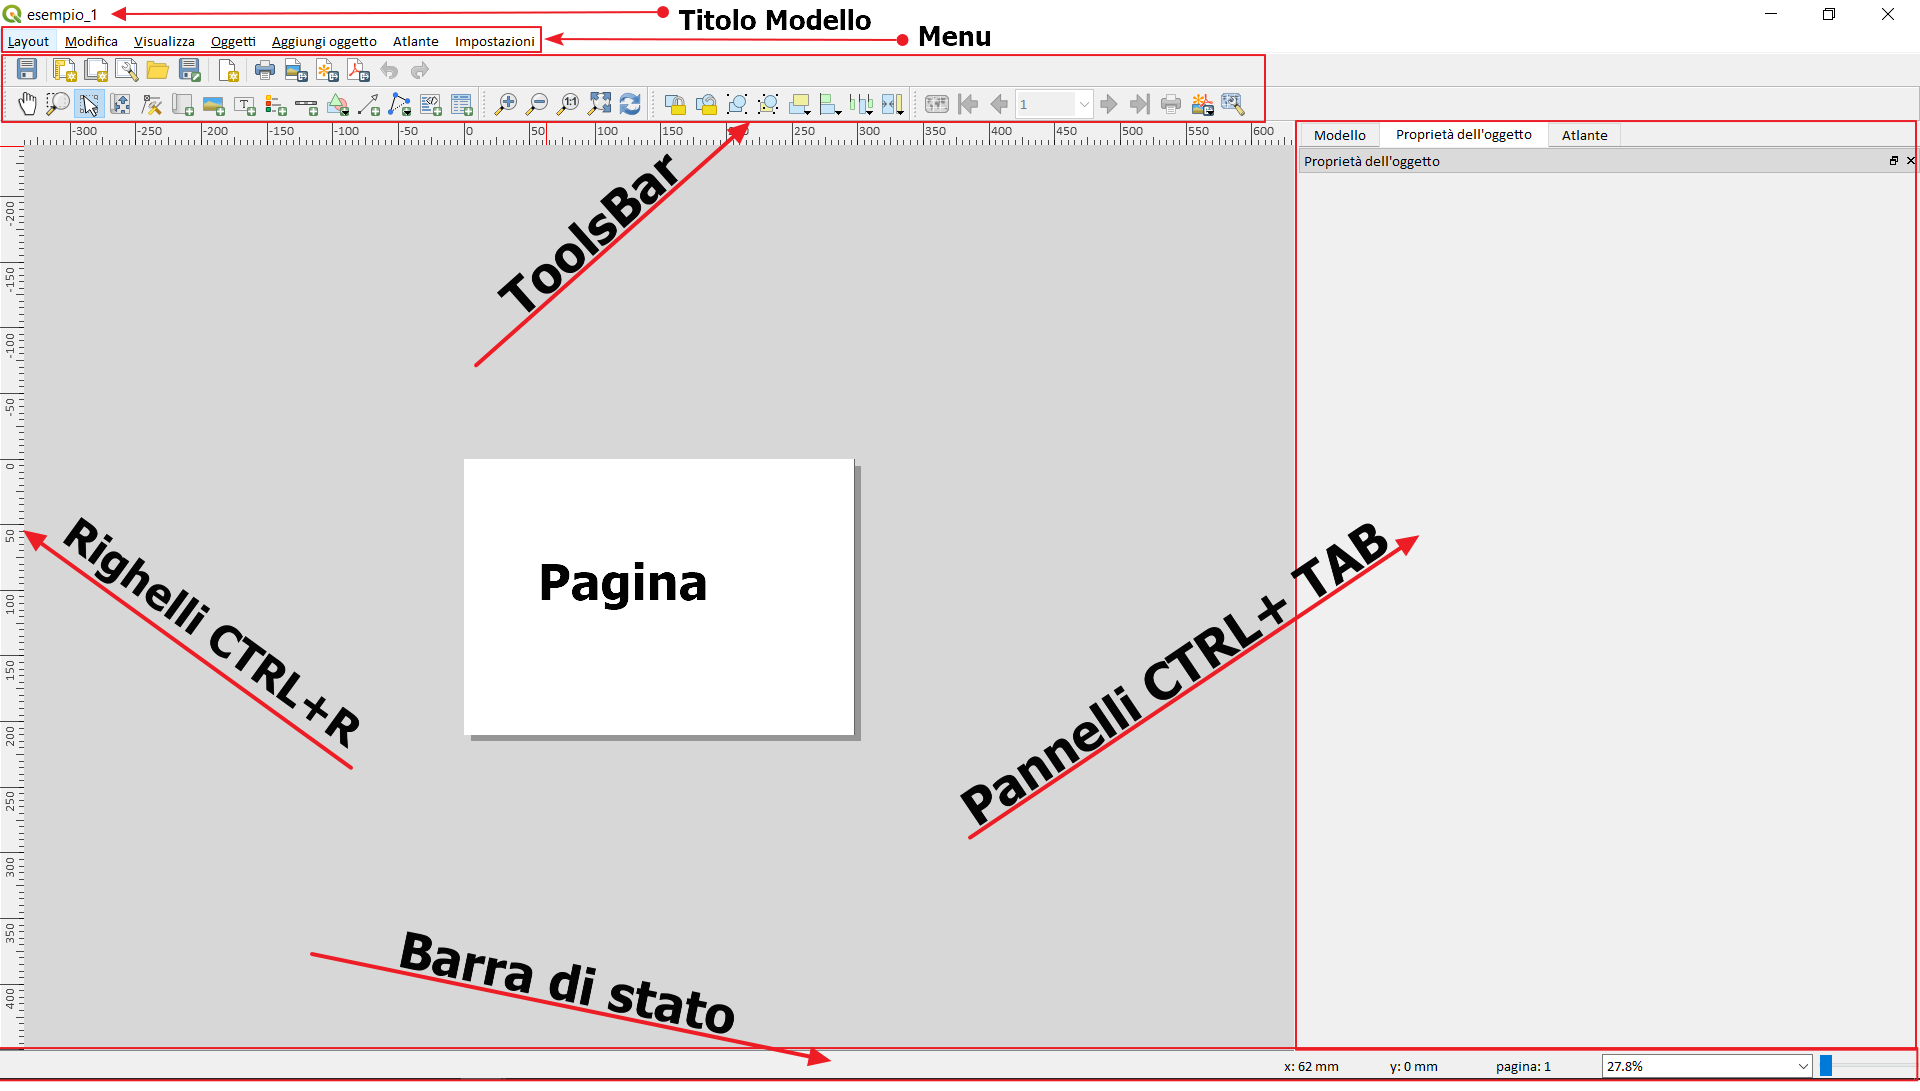 esempio_1
Titolo Modello
Layout Modifica Visualizza Oggetti Aggiungi oggetto Atlante Impostazioni
Menu
1:1
1
-300 -250 -200 -150 -100 -50 0 50 100 150 250 300 350 400 450 500 550 600
Modello Proprietà dell'oggetto Atlante
Proprietà dell'oggetto
ToolsBar
-200
-150
-100
-50
0
50
100
150
200
250
300
350
400
Pagina
Righelli CTRL+R
Pannelli CTRL+ TAB
Barra di stato
x: 62 mm y: 0 mm pagina: 1 27.8%